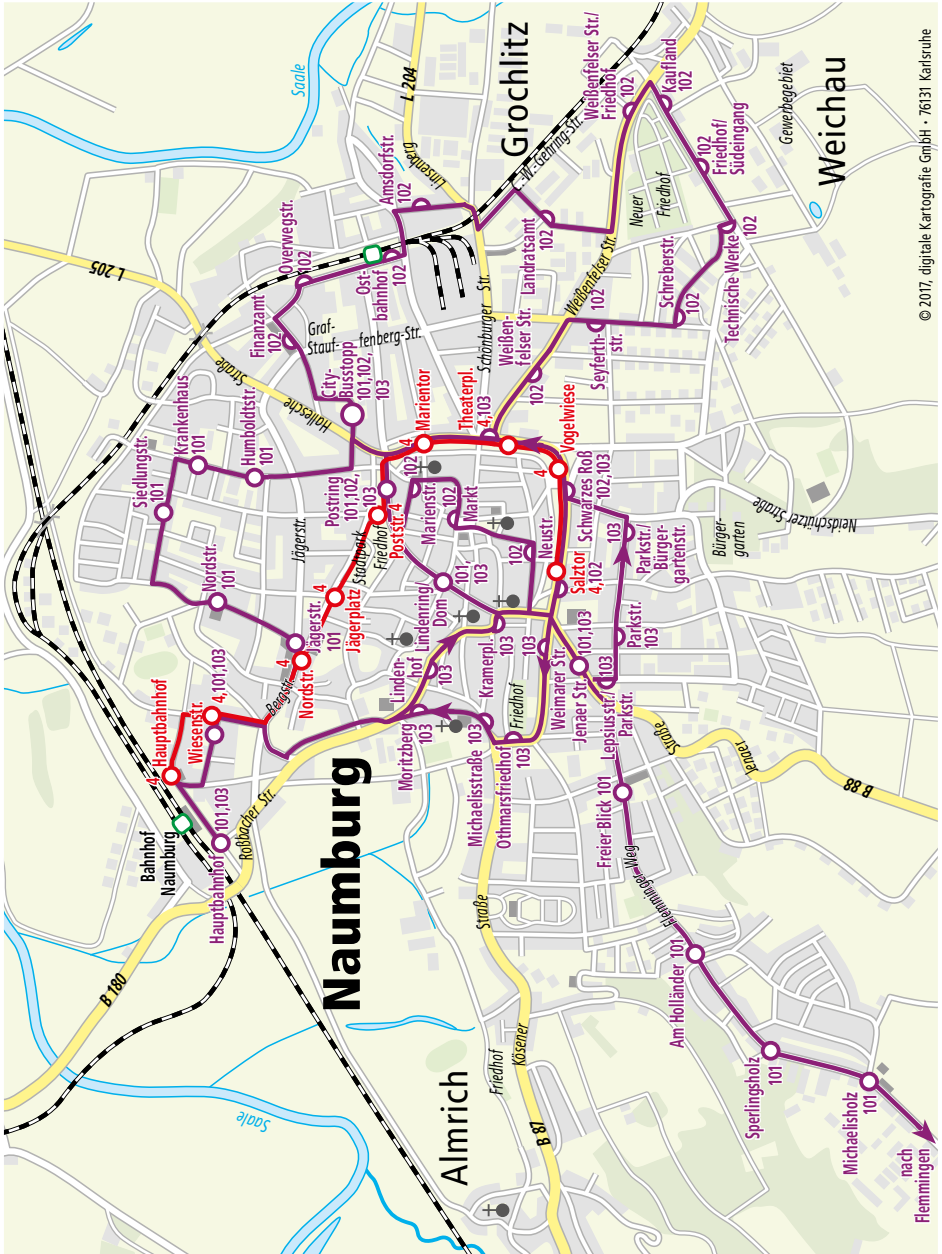 Saale
L 204
Grochlitz
Weißenfelser Str./
Friedhof
102
Kaufland
102
102
Friedhof/
Südeingang
Gewerbegebiet
Weichau
Linsenberg
Amsdorfstr.
102
C.-W.-Gehring-Str.
Neuer
Friedhof
Landratsamt
102
Technische Werke
102
Schreberstr.
102
Weißenfelser Str.
102
Seyferth-
str.
L 205
Overwegstr.
102
Ost-
bahnhof
102
Finanzamt
102
Graf-
Stauf-
fenberg-Str.
Schönburger Str.
Weißen-
felser Str.
102
City-
Busstopp
101,102,
103
Hallesche
Straße
Marientor
4
Theaterpl.
4,103
Vogelwiese
4
Krankenhaus
101
Humboldtstr.
101
Siedlungstr.
101
Postring
101,102,
103
102
Marienstr.
Markt
102
Schwarzes Roß
102,103
Neidschützer Straße
Bürger-
garten
Jägerstr.
Stadtpark
Friedhof
Poststr. 4
Neustr.
102
Salztor
4,102
Parkstr./
Bürger-
gartenstr.
103
Nordstr.
101
Jägerstr.
101
4
Jägerplatz
Lindenring/
Dom
101,
103
Parkstr.
103
4
Nordstr.
Bergstr.
Linden-
hof
103
Kramerpl.
103
103
Weimarer Str.
Jenaer Str.
101,103
103
Lepsiusstr./
Parkstr.
4
Hauptbahnhof
Wiesenstr.
4,101,103
Moritzberg
103
Michaelisstraße
103
Friedhof
Othmarsfriedhof
103
Jenaer
Straße
B 88
Bahnhof
Naumburg
Hauptbahnhof
101,103
Roßbacher Str.
Naumburg
Freier-Blick 101
Flemminger Weg
Straße
Kösener
B 180
Am Holländer 101
Saale
Almrich
Friedhof
B 87
Sperlingsholz
101
Michaelisholz
101
nach
Flemmingen
© 2017, digitale Kartografie GmbH • 76131 Karlsruhe